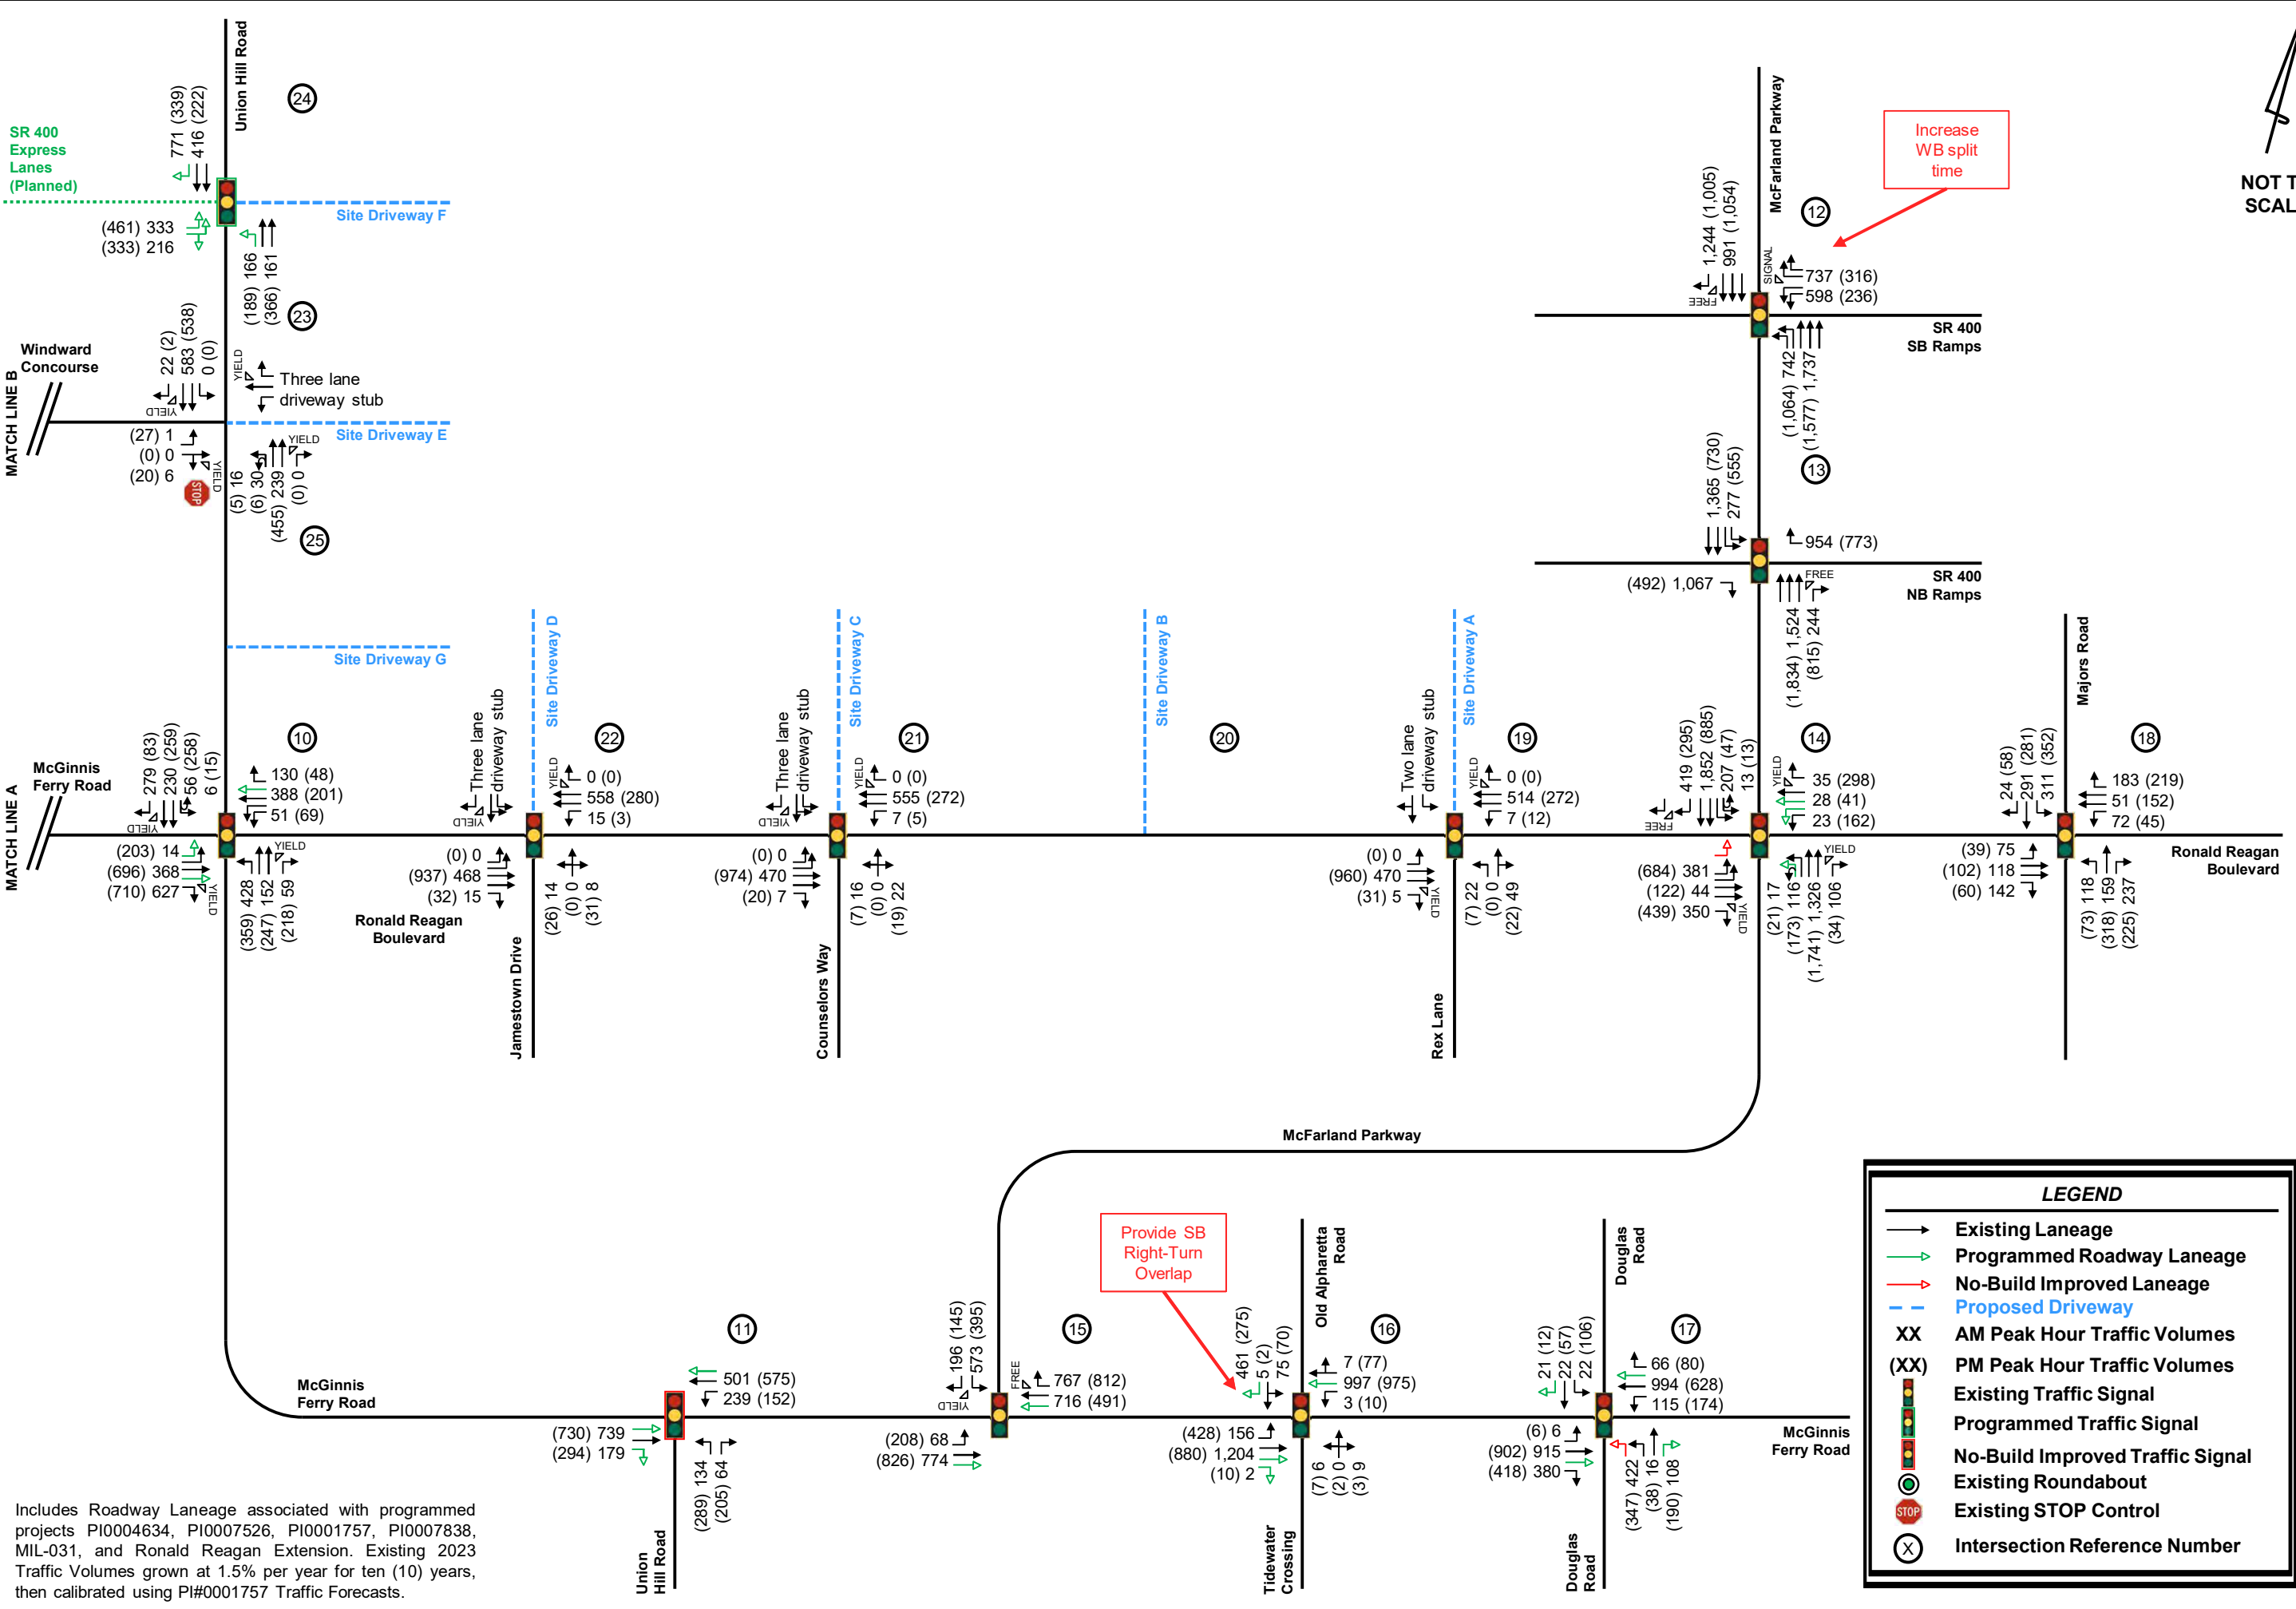 Union Hill Road
24
771 (339)
416 (222)
SR 400
Express
Lanes
(Planned)
Site Driveway F
(461) 333
(333) 216
(189) 166
(366) 161
23
Windward
Concourse
MATCH LINE B
22 (2)
583 (538)
0 (0)
YIELD
YIELD
Three lane
driveway stub
Site Driveway E
(27) 1
(0) 0
(20) 6
YIELD
STOP
YIELD
(5) 16
(6) 30
(455) 239
(0) 0
25
Site Driveway G
McFarland Parkway
Increase
WB split
time
NOT T
SCAL
12
1,244 (1,005)
991 (1,054)
FREE
SIGNAL
737 (316)
598 (236)
SR 400
SB Ramps
(1,064) 742
(1,577) 1,737
13
1,365 (730)
277 (555)
954 (773)
SR 400
NB Ramps
(492) 1,067
FREE
(1,834) 1,524
(815) 244
MATCH LINE A
McGinnis
Ferry Road
10
279 (83)
230 (259)
56 (258)
6 (15)
YIELD
130 (48)
388 (201)
51 (69)
(203) 14
(696) 368
(710) 627
YIELD
YIELD
(359) 428
(247) 152
(218) 59
Three lane
driveway stub
Site Driveway D
22
YIELD
YIELD
0 (0)
558 (280)
15 (3)
(0) 0
(937) 468
(32) 15
(26) 14
(0) 0
(31) 8
Ronald Reagan
Boulevard
Jamestown Drive
Three lane
driveway stub
Site Driveway C
21
YIELD
YIELD
0 (0)
555 (272)
7 (5)
(0) 0
(974) 470
(20) 7
(7) 16
(0) 0
(19) 22
Counselors Way
Site Driveway B
20
Two lane
driveway stub
Site Driveway A
19
YIELD
0 (0)
514 (272)
7 (12)
(0) 0
(960) 470
(31) 5
YIELD
(7) 22
(0) 0
(22) 49
Rex Lane
14
419 (295)
1,852 (885)
207 (47)
13 (13)
FREE
YIELD
35 (298)
28 (41)
23 (162)
(684) 381
(122) 44
(439) 350
YIELD
YIELD
(21) 17
(173) 116
(1,741) 1,326
(34) 106
Majors Road
18
24 (58)
291 (281)
311 (352)
183 (219)
51 (152)
72 (45)
(39) 75
(102) 118
(60) 142
(73) 118
(318) 159
(225) 237
Ronald Reagan
Boulevard
McFarland Parkway
McGinnis
Ferry Road
11
501 (575)
239 (152)
(730) 739
(294) 179
(289) 134
(205) 64
Union
Hill Road
15
196 (145)
573 (395)
YIELD
FREE
767 (812)
716 (491)
(208) 68
(826) 774
Provide SB
Right-Turn
Overlap
Old Alpharetta
Road
16
461 (275)
5 (2)
75 (70)
7 (77)
997 (975)
3 (10)
(428) 156
(880) 1,204
(10) 2
(7) 6
(2) 0
(3) 9
Tidewater
Crossing
Douglas
Road
17
21 (12)
22 (57)
22 (106)
66 (80)
994 (628)
115 (174)
(6) 6
(902) 915
(418) 380
(347) 422
(38) 16
(190) 108
Douglas
Road
McGinnis
Ferry Road
Includes Roadway Laneage associated with programmed
projects PI0004634, PI0007526, PI0001757, PI0007838,
MIL-031, and Ronald Reagan Extension. Existing 2023
Traffic Volumes grown at 1.5% per year for ten (10) years,
then calibrated using PI#0001757 Traffic Forecasts.
LEGEND
Existing Laneage
Programmed Roadway Laneage
No-Build Improved Laneage
Proposed Driveway
XX AM Peak Hour Traffic Volumes
(XX) PM Peak Hour Traffic Volumes
Existing Traffic Signal
Programmed Traffic Signal
No-Build Improved Traffic Signal
Existing Roundabout
STOP Existing STOP Control
X Intersection Reference Number